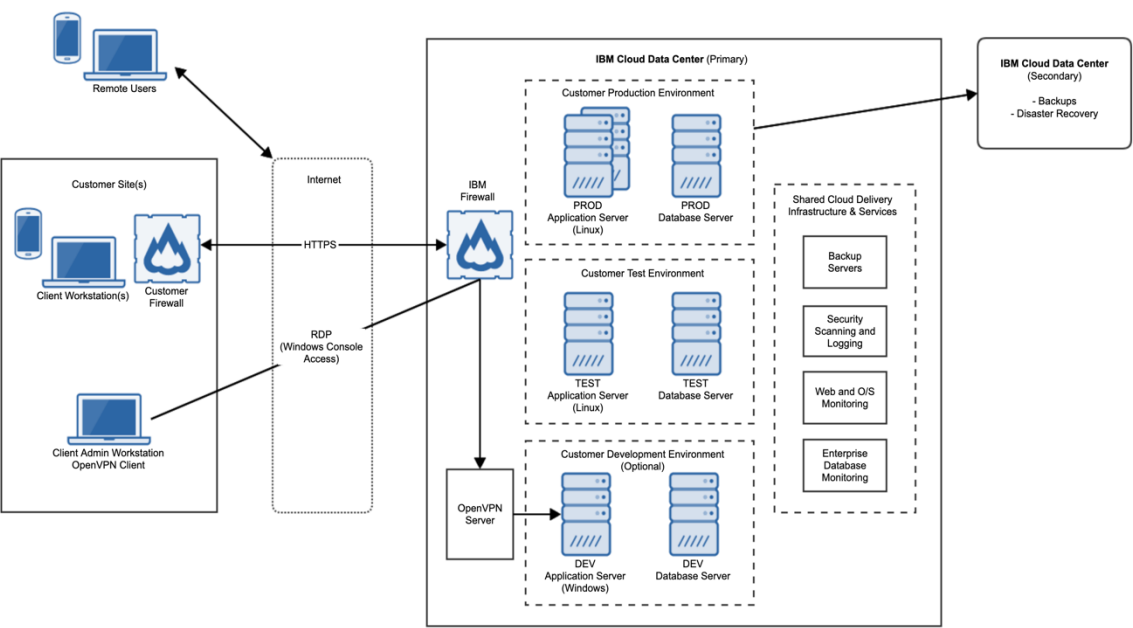 Remote Users
Customer Site(s)
Client Workstation(s)
Customer
Firewall
Client Admin Workstation
OpenVPN Client
Internet
HTTPS
RDP
(Windows Console
Access)
IBM
Firewall
OpenVPN
Server
IBM Cloud Data Center (Primary)
Customer Production Environment
PROD
Application Server
(Linux)
PROD
Database Server
Customer Test Environment
TEST
Application Server
(Linux)
TEST
Database Server
Customer Development Environment
(Optional)
DEV
Application Server
(Windows)
DEV
Database Server
Shared Cloud Delivery
Infrastructure & Services
Backup
Servers
Security
Scanning and
Logging
Web and O/S
Monitoring
Enterprise
Database
Monitoring
IBM Cloud Data Center
(Secondary)
- Backups
- Disaster Recovery